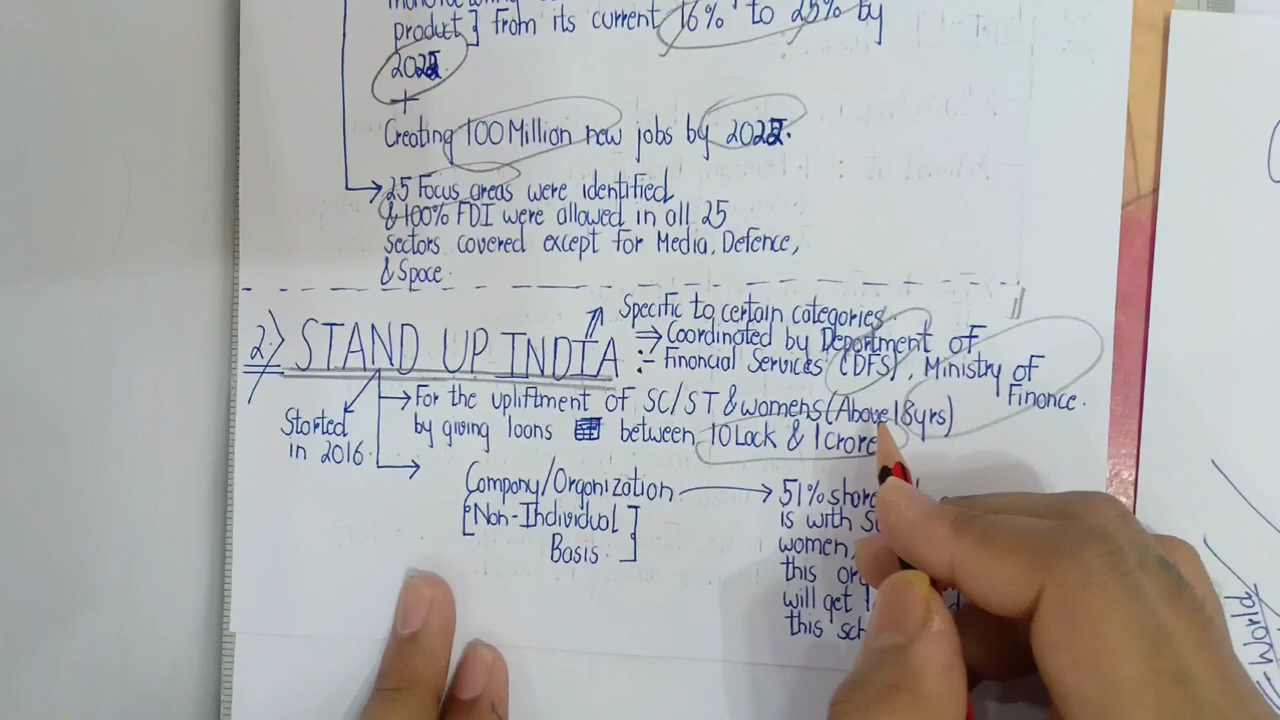 product] from its current 16% to 25% by
2025.
+
Creating 100 Million new jobs by 2022.
25 Focus areas were identified
& 100% FDI were allowed in all 25
sectors covered except for Media, Defence,
& Space.
2.) STAND UP INDIA :-
Specific to certain categories.
⇒ Coordinated by Department of
Financial Services (DFS), Ministry of
Finance.
Started
in 2016.
For the upliftment of SC/ST & womens (Above 18yrs)
by giving loans between 10 Lack & 1 Crore
Company/Organization
[Non-Individual
Basis.]
51%
is with
women,
this
will get
this
World